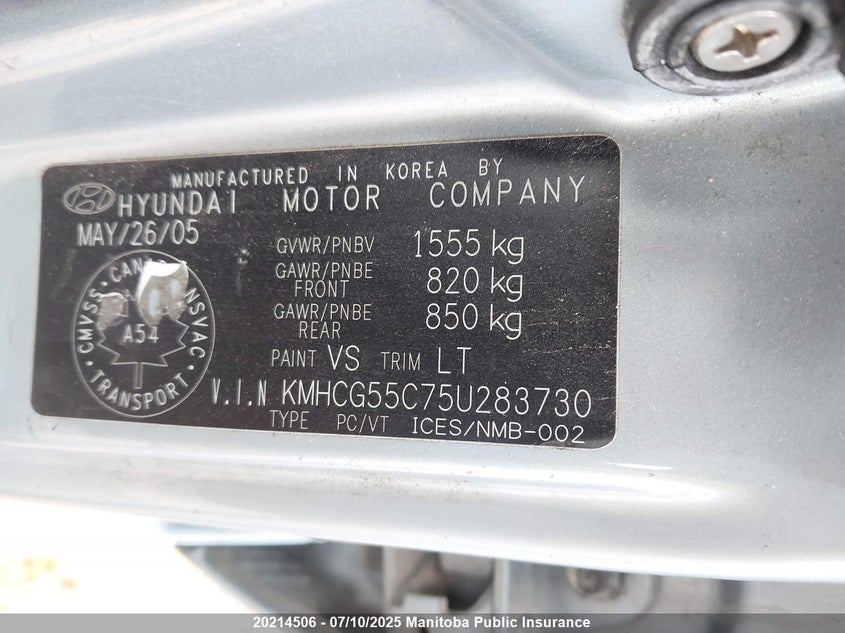 MANUFACTURED IN KOREA BY
HYUNDAI MOTOR COMPANY
MAY/26/05
GVWR/PNBV 1555 kg
GAWR/PNBE FRONT 820 kg
GAWR/PNBE REAR 850 kg
CMVSS · NSVAC
A54
TRANSPORT
PAINT VS TRIM LT
V.I.N KMHCG55C75U283730
TYPE PC/VT ICES/NMB-002
20214506 - 07/10/2025 Manitoba Public Insurance